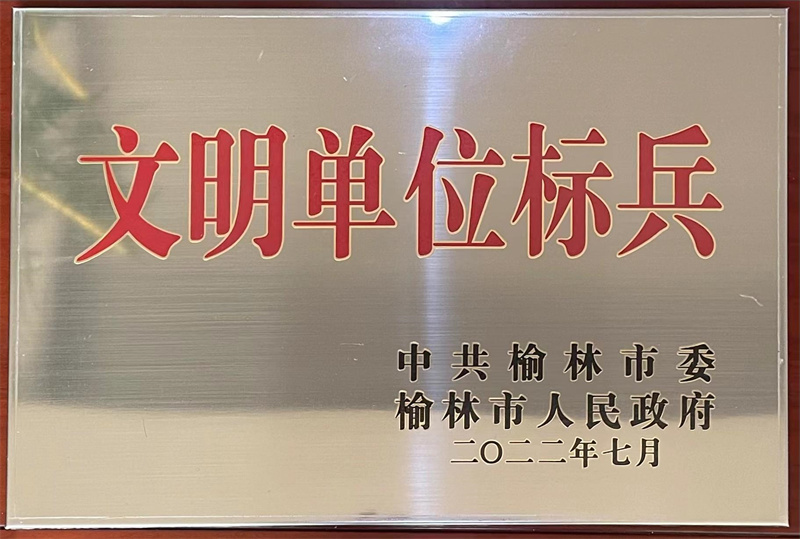 文明单位标兵
中共榆林市委
榆林市人民政府
二〇二二年七月